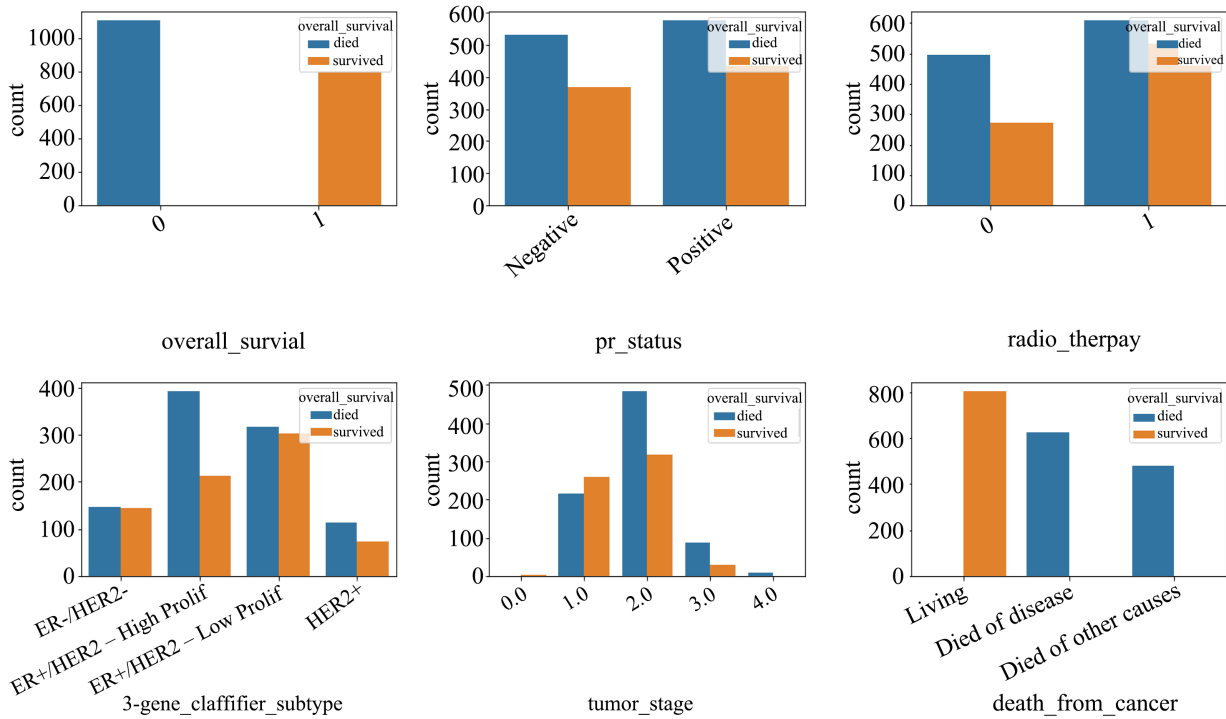 count
1000
800
600
400
200
0
overall_survival
died
survived
0
1
overall_survial
count
600
500
400
300
200
100
0
overall_survival
died
survived
Negative
Positive
pr_status
count
600
500
400
300
200
100
0
overall_survival
died
survived
0
1
radio_therpay
count
400
300
200
100
0
overall_survival
died
survived
ER-/HER2-
ER+/HER2 – High Prolif
ER+/HER2 – Low Prolif
HER2+
3-gene_claffifier_subtype
count
500
400
300
200
100
0
overall_survival
died
survived
0.0
1.0
2.0
3.0
4.0
tumor_stage
count
800
600
400
200
0
overall_survival
died
survived
Living
Died of disease
Died of other causes
death_from_cancer